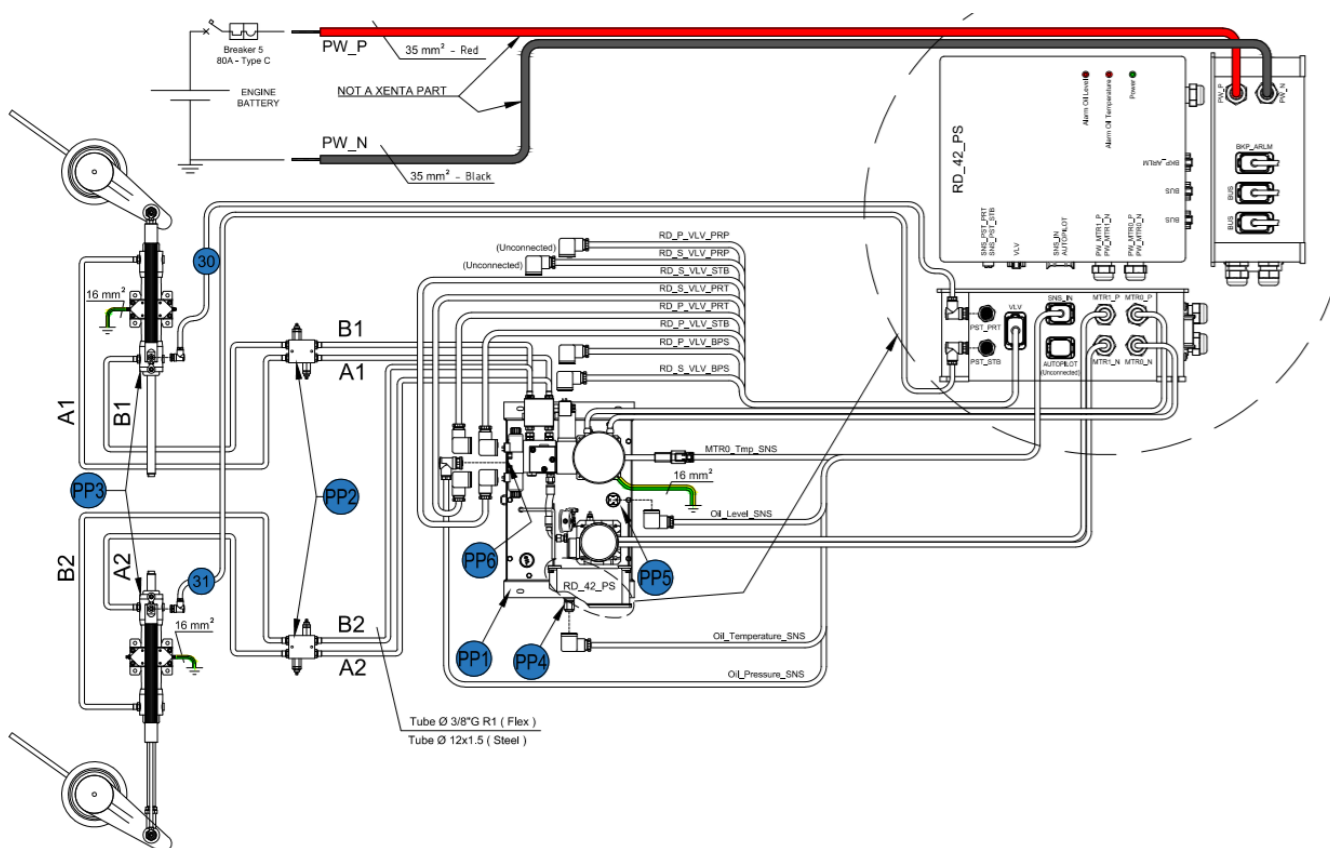 Breaker 5
80A - Type C
PW_P
35 mm² - Red
NOT A XENTA PART
ENGINE
BATTERY
PW_N
35 mm² - Black
Alarm Oil Level
Alarm Oil Temperature
Power
RD_42_PS
BKP_ARLM
BUS
BUS
SNS_PST_PRT
SNS_PST_STB
VLV
SNS_IN
AUTOPILOT
PW_MTR1_P
PW_MTR1_N
PW_MTR0_P
PW_MTR0_N
PW_P
PW_N
BKP_ARLM
BUS
BUS
PST_PRT
PST_STB
VLV
SNS_IN
AUTOPILOT
(Unconnected)
MTR1_P
MTR0_P
MTR1_N
MTR0_N
(Unconnected)
(Unconnected)
RD_P_VLV_PRP
RD_S_VLV_PRP
RD_S_VLV_STB
RD_S_VLV_PRT
RD_P_VLV_PRT
RD_P_VLV_STB
RD_P_VLV_BPS
RD_S_VLV_BPS
30
16 mm²
B1
A1
A1
B1
PP3
PP2
MTR0_Tmp_SNS
16 mm²
Oil_Level_SNS
PP6
PP5
RD_42_PS
PP1
PP4
Oil_Temperature_SNS
Oil_Pressure_SNS
B2
A2
31
16 mm²
B2
A2
Tube Ø 3/8"G R1 ( Flex )
Tube Ø 12x1.5 ( Steel )